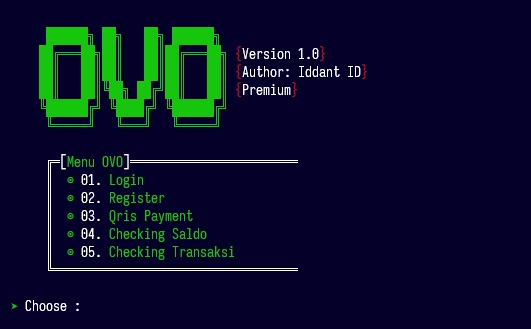 OVO
{Version 1.0}
{Author: Iddant ID}
{Premium}
[Menu OVO]
⊙ 01. Login
⊙ 02. Register
⊙ 03. Qris Payment
⊙ 04. Checking Saldo
⊙ 05. Checking Transaksi
➤ Choose :